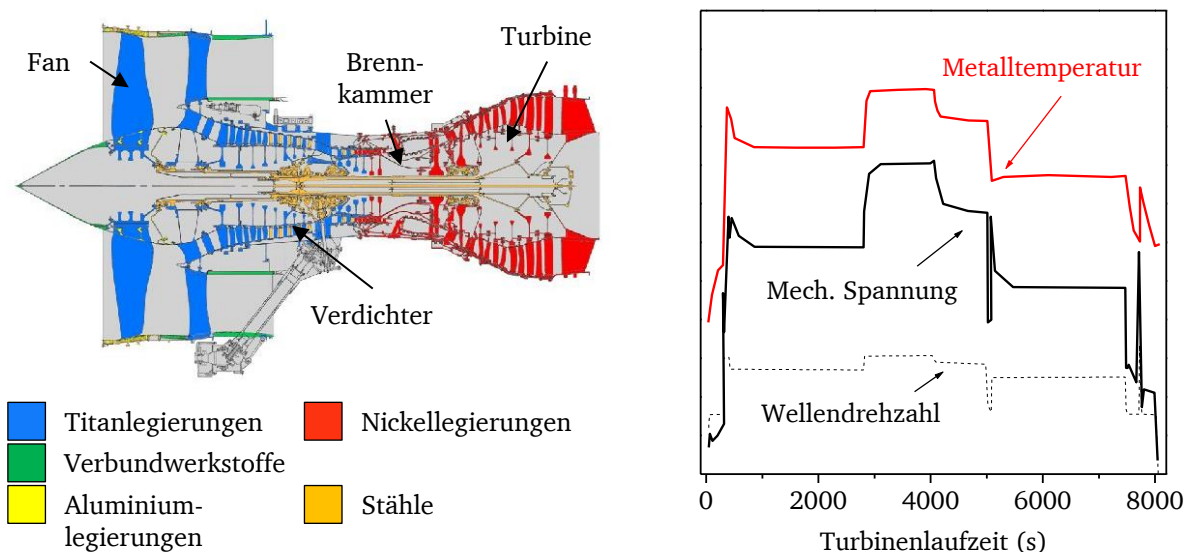 Fan
Brenn-
kammer
Turbine
Verdichter
Titanlegierungen
Verbundwerkstoffe
Aluminium-
legierungen
Nickellegierungen
Stähle
Metalltemperatur
Mech. Spannung
Wellendrehzahl
0 2000 4000 6000 8000
Turbinenlaufzeit (s)